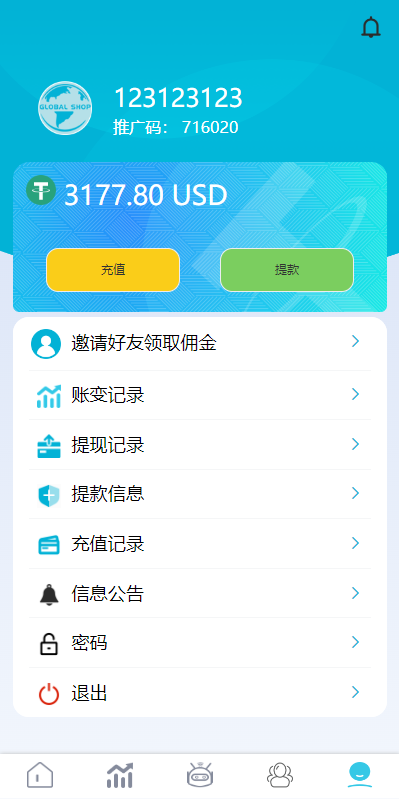 GLOBAL SHOP
123123123
推广码： 716020
3177.80 USD
充值
提款
邀请好友领取佣金
账变记录
提现记录
提款信息
充值记录
信息公告
密码
退出